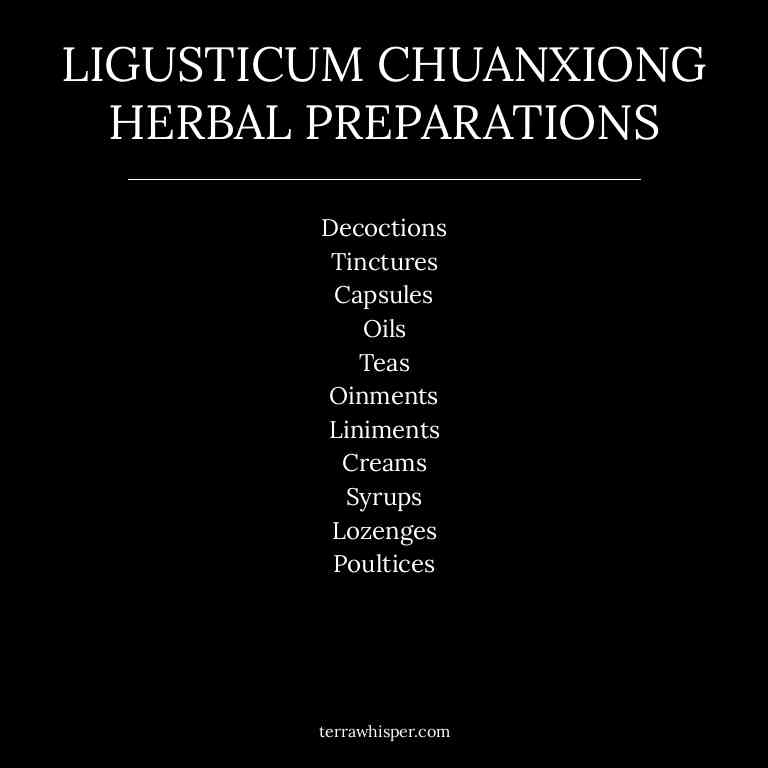 LIGUSTICUM CHUANXIONG
HERBAL PREPARATIONS
Decoctions
Tinctures
Capsules
Oils
Teas
Oinments
Liniments
Creams
Syrups
Lozenges
Poultices
terrawhisper.com